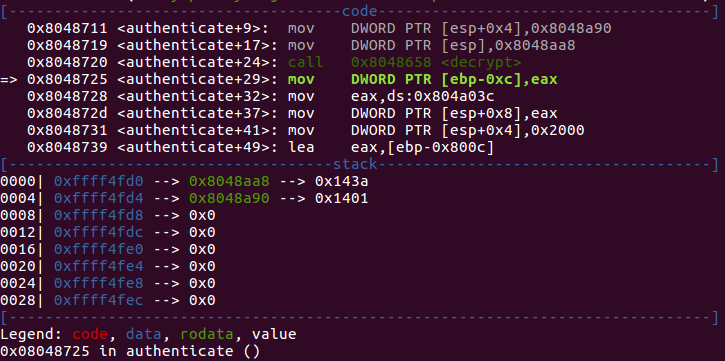 [------------------------------------code-------------------------------------]
   0x8048711 <authenticate+9>:	mov    DWORD PTR [esp+0x4],0x8048a90
   0x8048719 <authenticate+17>:	mov    DWORD PTR [esp],0x8048aa8
   0x8048720 <authenticate+24>:	call   0x8048658 <decrypt>
=> 0x8048725 <authenticate+29>:	mov    DWORD PTR [ebp-0xc],eax
   0x8048728 <authenticate+32>:	mov    eax,ds:0x804a03c
   0x804872d <authenticate+37>:	mov    DWORD PTR [esp+0x8],eax
   0x8048731 <authenticate+41>:	mov    DWORD PTR [esp+0x4],0x2000
   0x8048739 <authenticate+49>:	lea    eax,[ebp-0x800c]
[------------------------------------stack------------------------------------]
0000| 0xffff4fd0 --> 0x8048aa8 --> 0x143a
0004| 0xffff4fd4 --> 0x8048a90 --> 0x1401
0008| 0xffff4fd8 --> 0x0
0012| 0xffff4fdc --> 0x0
0016| 0xffff4fe0 --> 0x0
0020| 0xffff4fe4 --> 0x0
0024| 0xffff4fe8 --> 0x0
0028| 0xffff4fec --> 0x0
[-----------------------------------------------------------------------------]
Legend: code, data, rodata, value
0x08048725 in authenticate ()